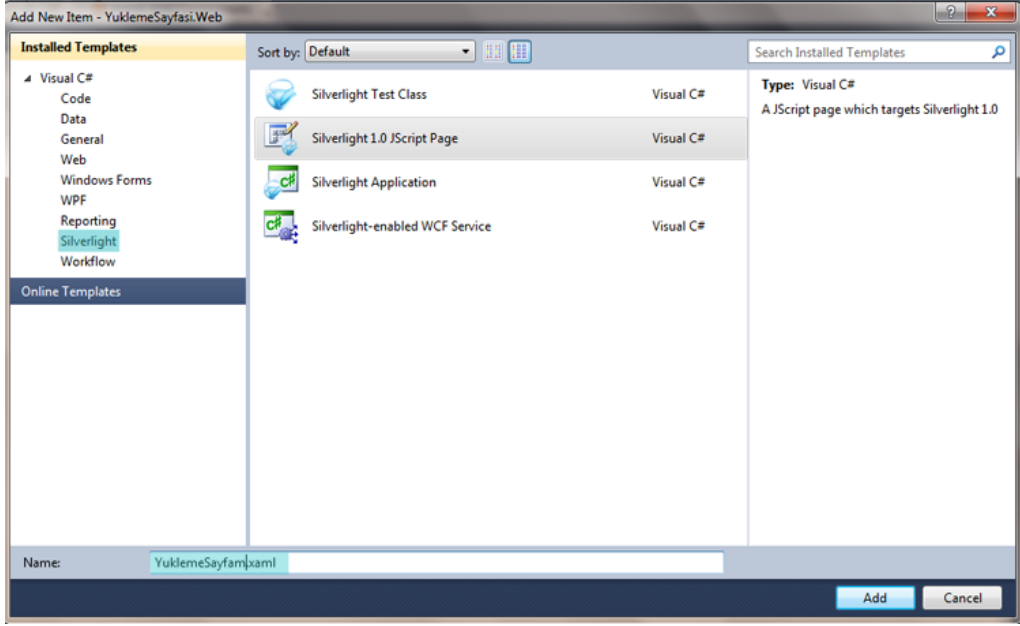 Add New Item - YuklemeSayfasi.Web
Installed Templates
Sort by: Default
Search Installed Templates
Visual C#
Code
Data
General
Web
Windows Forms
WPF
Reporting
Silverlight
Workflow
Online Templates
Silverlight Test Class Visual C#
Silverlight 1.0 JScript Page Visual C#
Silverlight Application Visual C#
Silverlight-enabled WCF Service Visual C#
Type: Visual C#
A JScript page which targets Silverlight 1.0
Name: YuklemeSayfam.xaml
Add Cancel